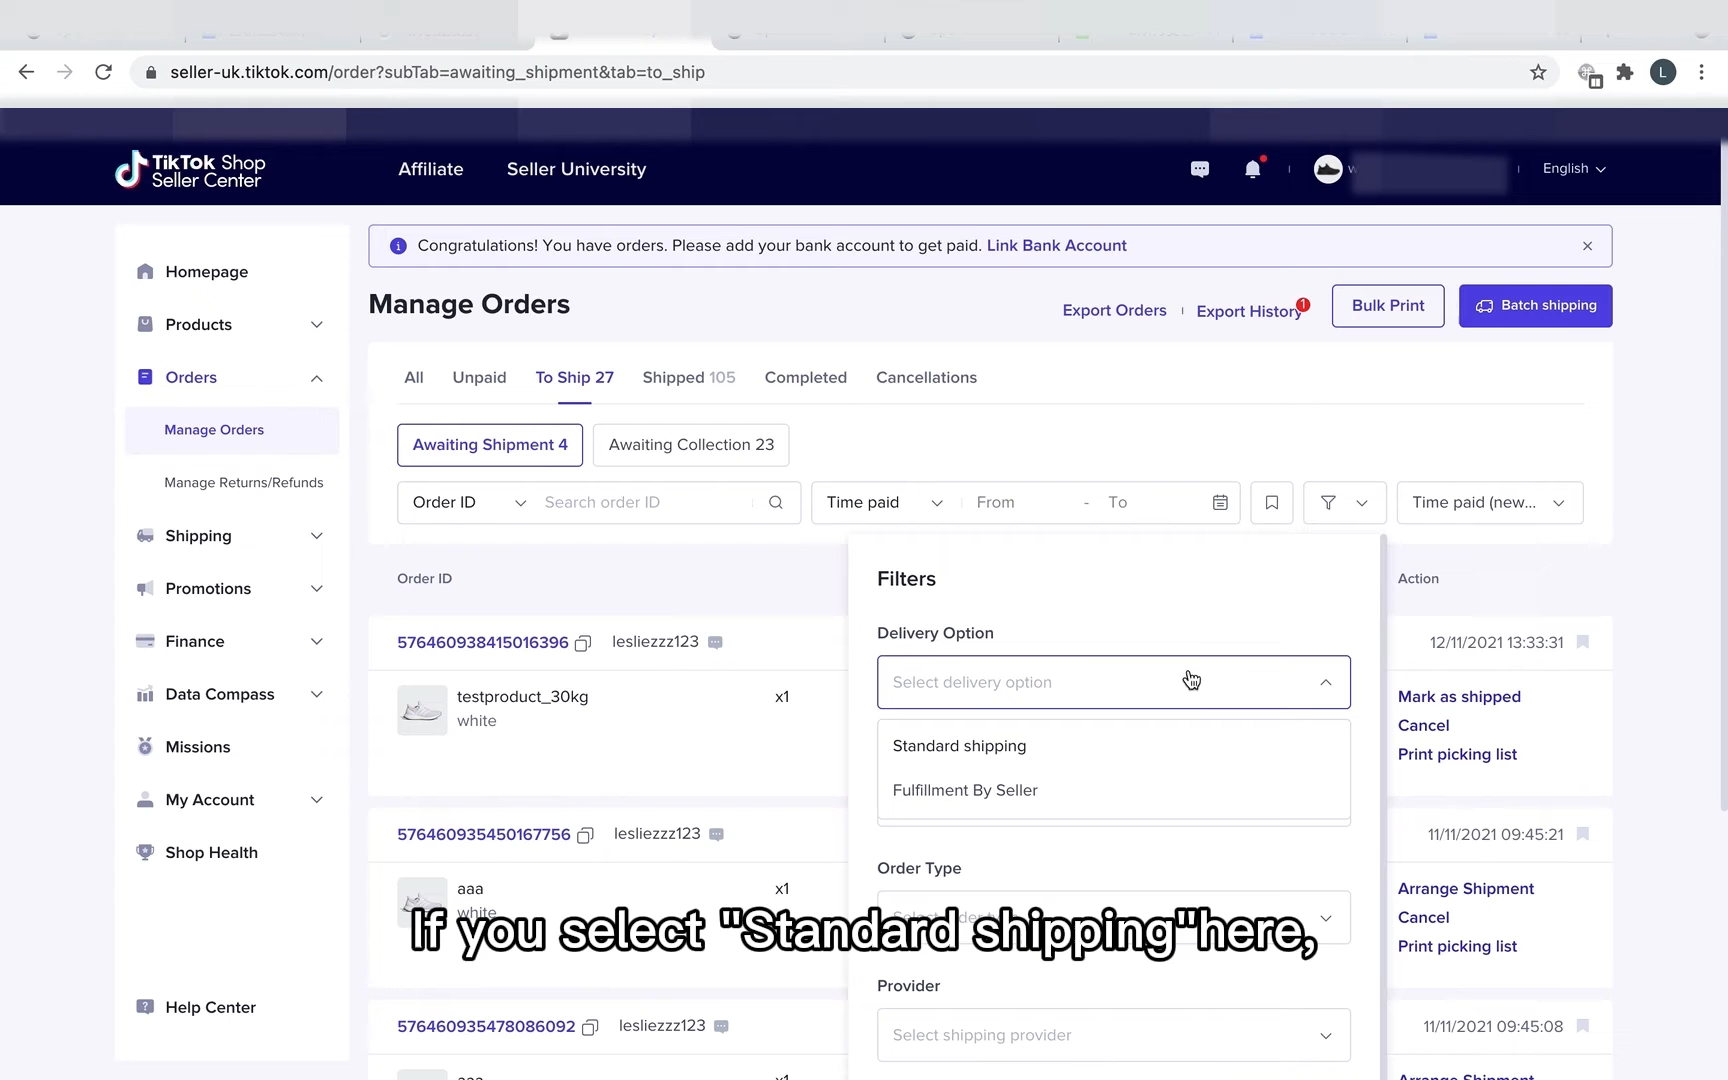 seller-uk.tiktok.com/order?subTab=awaiting_shipment&tab=to_ship
L
TikTok Shop
Seller Center
Affiliate
Seller University
English
Homepage
Products
Orders
Manage Orders
Manage Returns/Refunds
Shipping
Promotions
Finance
Data Compass
Missions
My Account
Shop Health
Help Center
Congratulations! You have orders. Please add your bank account to get paid. Link Bank Account
Manage Orders
Export Orders
Export History
1
Bulk Print
Batch shipping
All
Unpaid
To Ship 27
Shipped 105
Completed
Cancellations
Awaiting Shipment 4
Awaiting Collection 23
Order ID
Search order ID
Time paid
From
-
To
Time paid (new...
Order ID
Action
576460938415016396
lesliezzz123
12/11/2021 13:33:31
testproduct_30kg
white
x1
Mark as shipped
Cancel
Print picking list
576460935450167756
lesliezzz123
11/11/2021 09:45:21
aaa
white
x1
Arrange Shipment
Cancel
Print picking list
576460935478086092
lesliezzz123
11/11/2021 09:45:08
aaa
x1
Arrange Shipment
Filters
Delivery Option
Select delivery option
Standard shipping
Fulfillment By Seller
Order Type
Provider
Select shipping provider
If you select "Standard shipping"here,